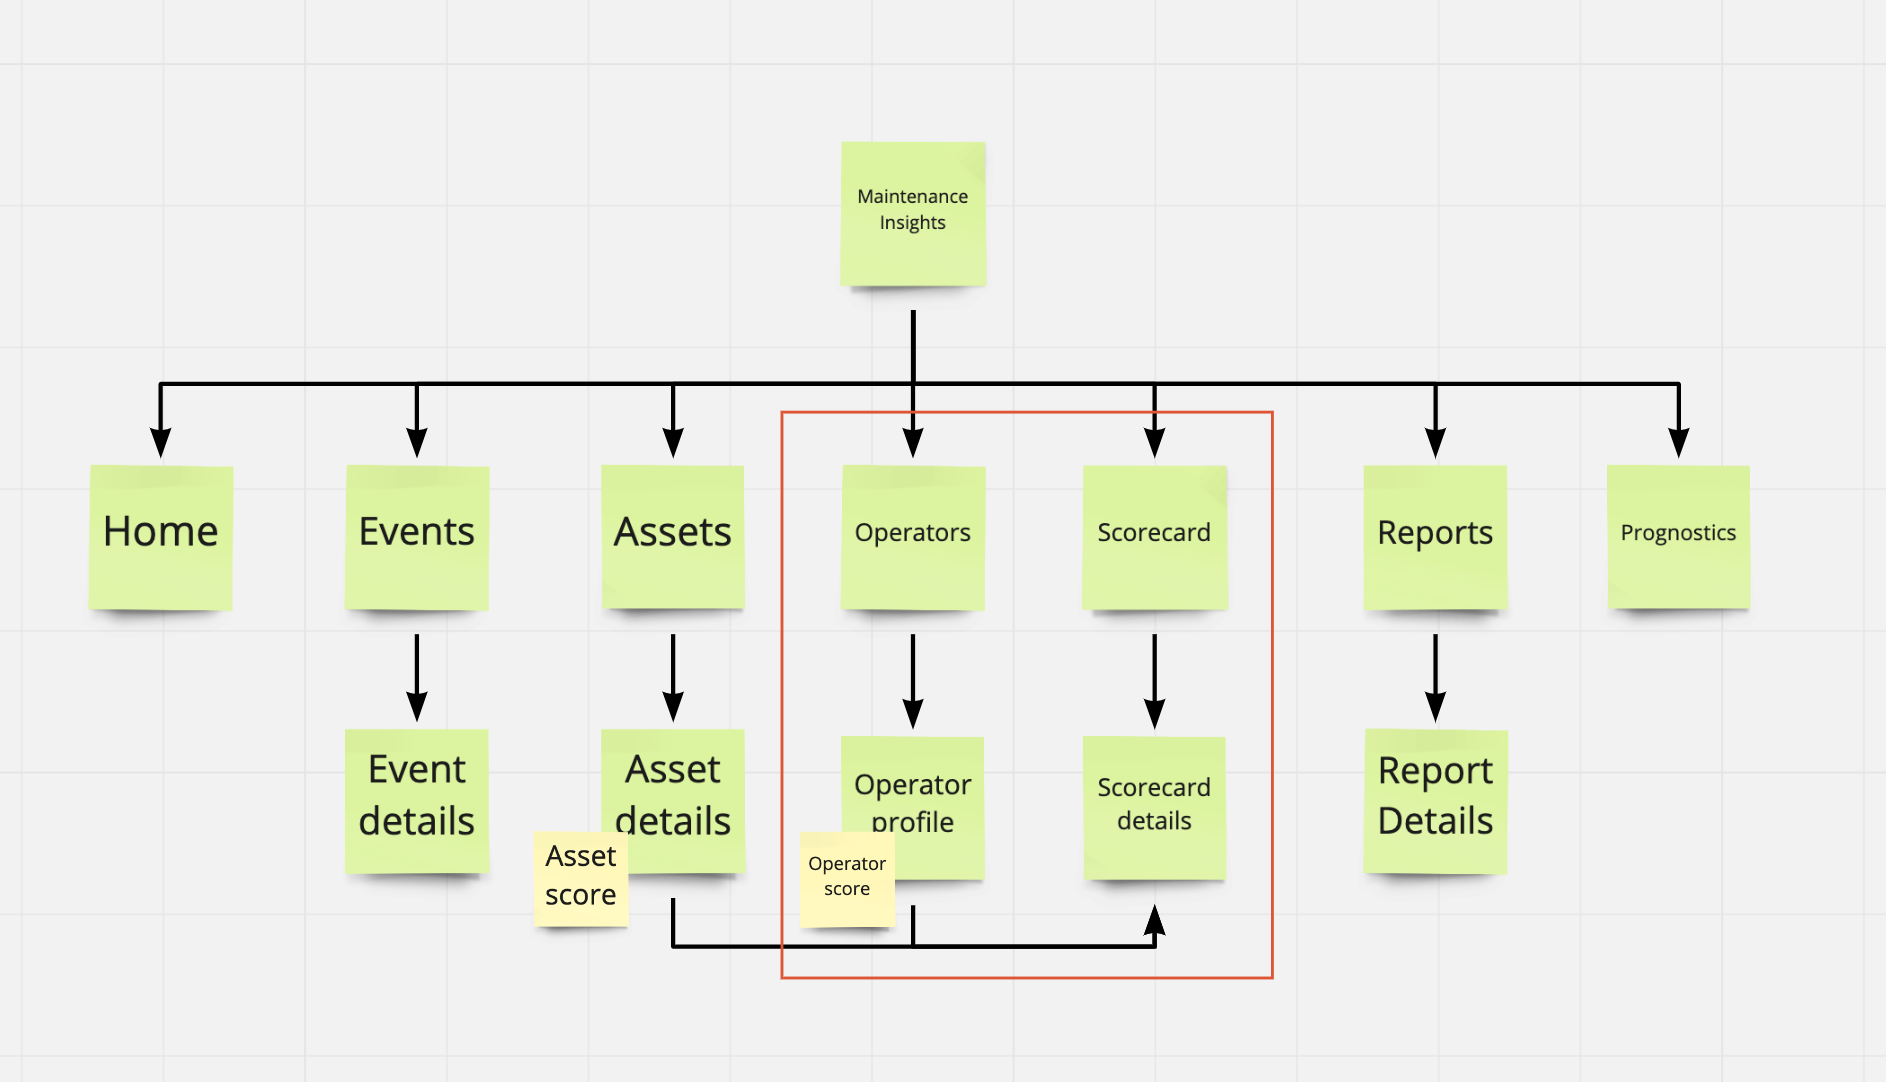 Maintenance
Insights
Home
Events
Assets
Operators
Scorecard
Reports
Prognostics
Event
details
Asset
details
Asset
score
Operator
profile
Operator
score
Scorecard
details
Report
Details